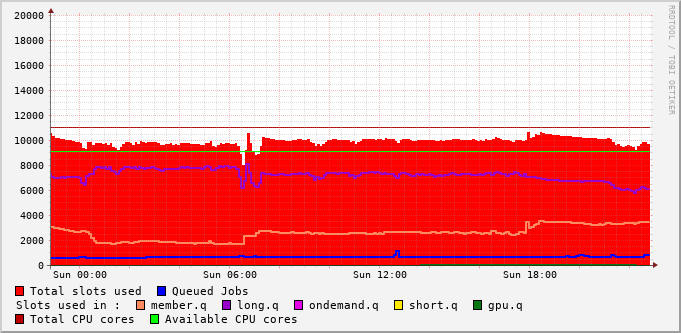 RRDTOOL / TOBI OETIKER
20000
18000
16000
14000
12000
10000
8000
6000
4000
2000
0
Sun 00:00 Sun 06:00 Sun 12:00 Sun 18:00
Total slots used Queued Jobs
Slots used in : member.q long.q ondemand.q short.q gpu.q
Total CPU cores Available CPU cores